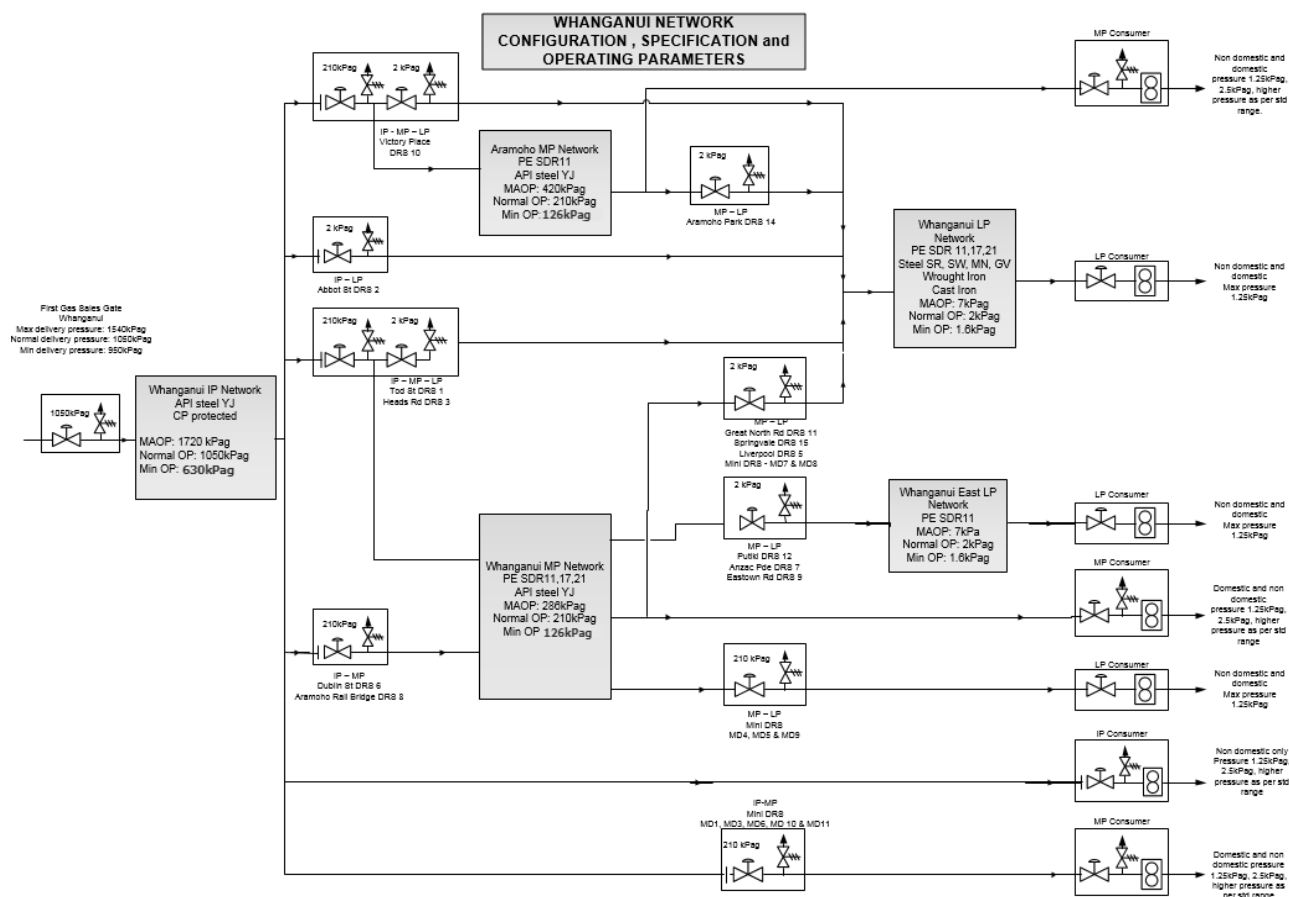 WHANGANUI NETWORK
CONFIGURATION , SPECIFICATION and
OPERATING PARAMETERS
210kPag
2 kPag
IP - MP – LP
Victory Place
DRS 10
MP Consumer
Non domestic and
domestic
pressure 1.25kPag,
2.5kPag, higher
pressure as per std
range.
Aramoho MP Network
PE SDR11
API steel YJ
MAOP: 420kPag
Normal OP: 210kPag
Min OP: 126kPag
2 kPag
MP – LP
Aramoho Park DRS 14
2 kPag
IP – LP
Abbot St DRS 2
Whanganui LP
Network
PE SDR 11,17,21
Steel SR, SW, MN, GV
Wrought Iron
Cast Iron
MAOP: 7kPag
Normal OP: 2kPag
Min OP: 1.6kPag
LP Consumer
Non domestic and
domestic
Max pressure
1.25kPag
First Gas Sales Gate
Whanganui
Max delivery pressure: 1540kPag
Normal delivery pressure: 1050kPag
Min delivery pressure: 950kPag
210kPag
2 kPag
IP – MP–LP
Tod St DRS 1
Heads Rd DRS 3
1050kPag
Whanganui IP Network
API steel YJ
CP protected
MAOP: 1720 kPag
Normal OP: 1050kPag
Min OP: 630kPag
2 kPag
MP – LP
Great North Rd DRS 11
Springvale DRS 15
Liverpool DRS 5
Mini DRS - MD7 & MD8
2 kPag
MP – LP
Putiki DRS 12
Anzac Pde DRS 7
Eastown Rd DRS 9
Whanganui East LP
Network
PE SDR11
MAOP: 7kPa
Normal OP: 2kPag
Min OP: 1.6kPag
LP Consumer
Non domestic and
domestic
Max pressure
1.25kPag
Whanganui MP Network
PE SDR11,17,21
API steel YJ
MAOP: 286kPag
Normal OP: 210kPag
Min OP 126kPag
MP Consumer
Domestic and non
domestic
pressure 1.25kPag,
2.5kPag, higher
pressure as per std
range
210kPag
IP – MP
Dublin St DRS 6
Aramoho Rail Bridge DRS 8
210 kPag
MP – LP
Mini DRS
MD4, MD5 & MD9
LP Consumer
Non domestic and
domestic
Max pressure
1.25kPag
IP Consumer
Non domestic only
Pressure 1.25kPag,
2.5kPag, higher
pressure as per std
range
IP-MP
Mini DRS
MD1, MD3, MD6, MD 10 & MD11
210 kPag
MP Consumer
Domestic and non
domestic pressure
1.25kPag, 2.5kPag,
higher pressure as
per std range